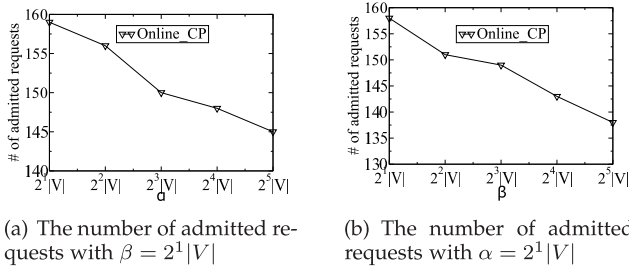 160
155
150
145
140
# of admitted requests
Online_CP
2^1|V| 2^2|V| 2^3|V| 2^4|V| 2^5|V|
α
(a) The number of admitted re-
quests with β = 2^1|V|
160
155
150
145
140
135
130
# of admitted requests
Online_CP
2^1|V| 2^2|V| 2^3|V| 2^4|V| 2^5|V|
β
(b) The number of admitted
requests with α = 2^1|V|